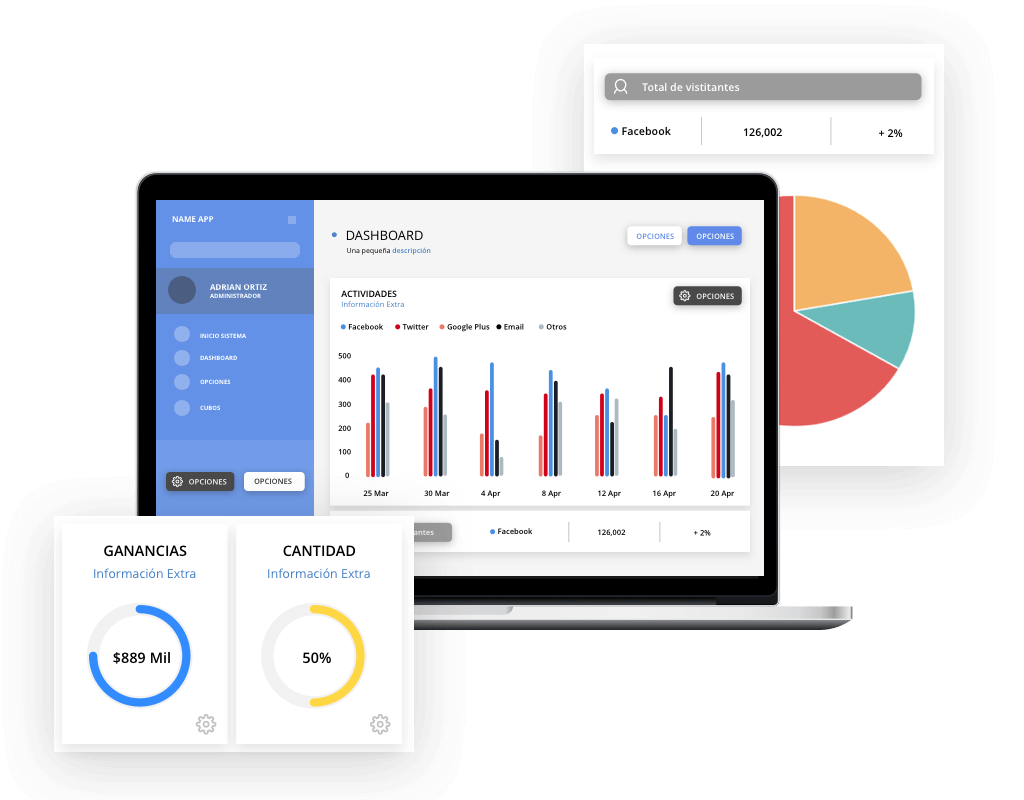 Total de vistitantes
Facebook 126,002 + 2%
NAME APP
ADRIAN ORTIZ
ADMINISTRADOR
INICIO SISTEMA
DASHBOARD
OPCIONES
CUBOS
OPCIONES OPCIONES
DASHBOARD
Una pequeña descripción
OPCIONES OPCIONES
ACTIVIDADES
Información Extra
OPCIONES
Facebook Twitter Google Plus Email Otros
500
400
300
200
100
0
25 Mar 30 Mar 4 Apr 8 Apr 12 Apr 16 Apr 20 Apr
antes Facebook 126,002 + 2%
GANANCIAS
Información Extra
$889 Mil
CANTIDAD
Información Extra
50%